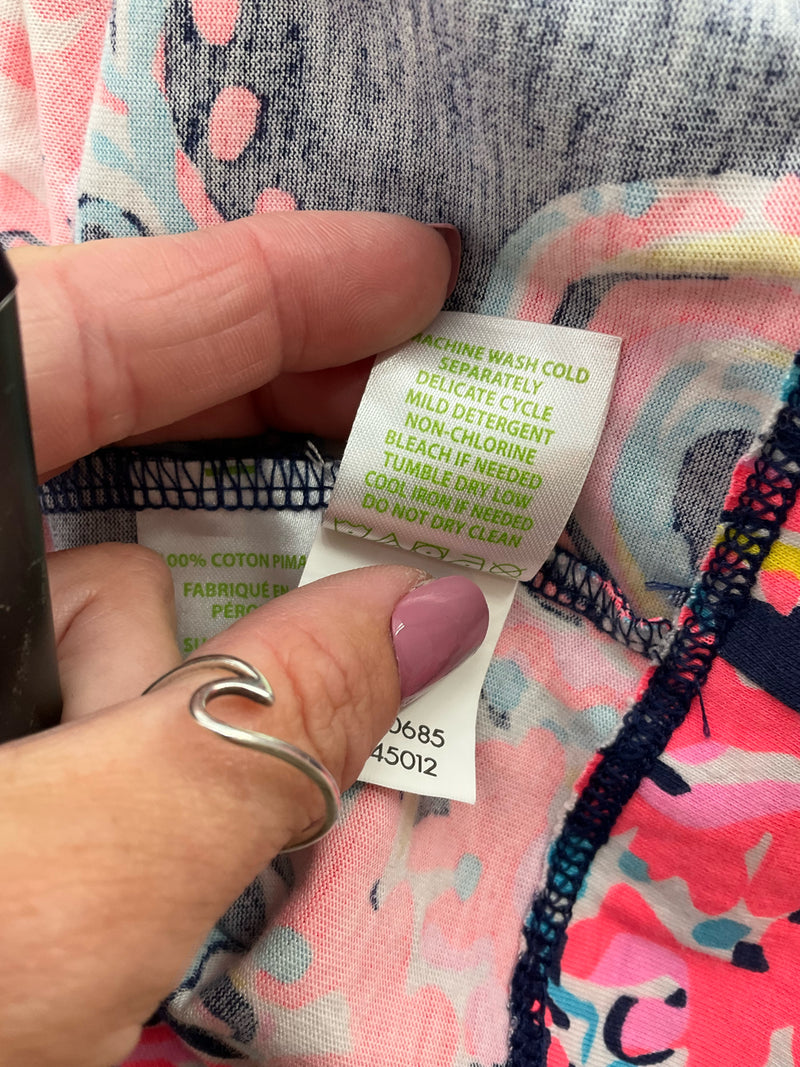 MACHINE WASH COLD
SEPARATELY
DELICATE CYCLE
MILD DETERGENT
NON-CHLORINE
BLEACH IF NEEDED
TUMBLE DRY LOW
COOL IRON IF NEEDED
DO NOT DRY CLEAN
100% COTON PIMA
FABRIQUÉ EN
PÉRO
0685
45012